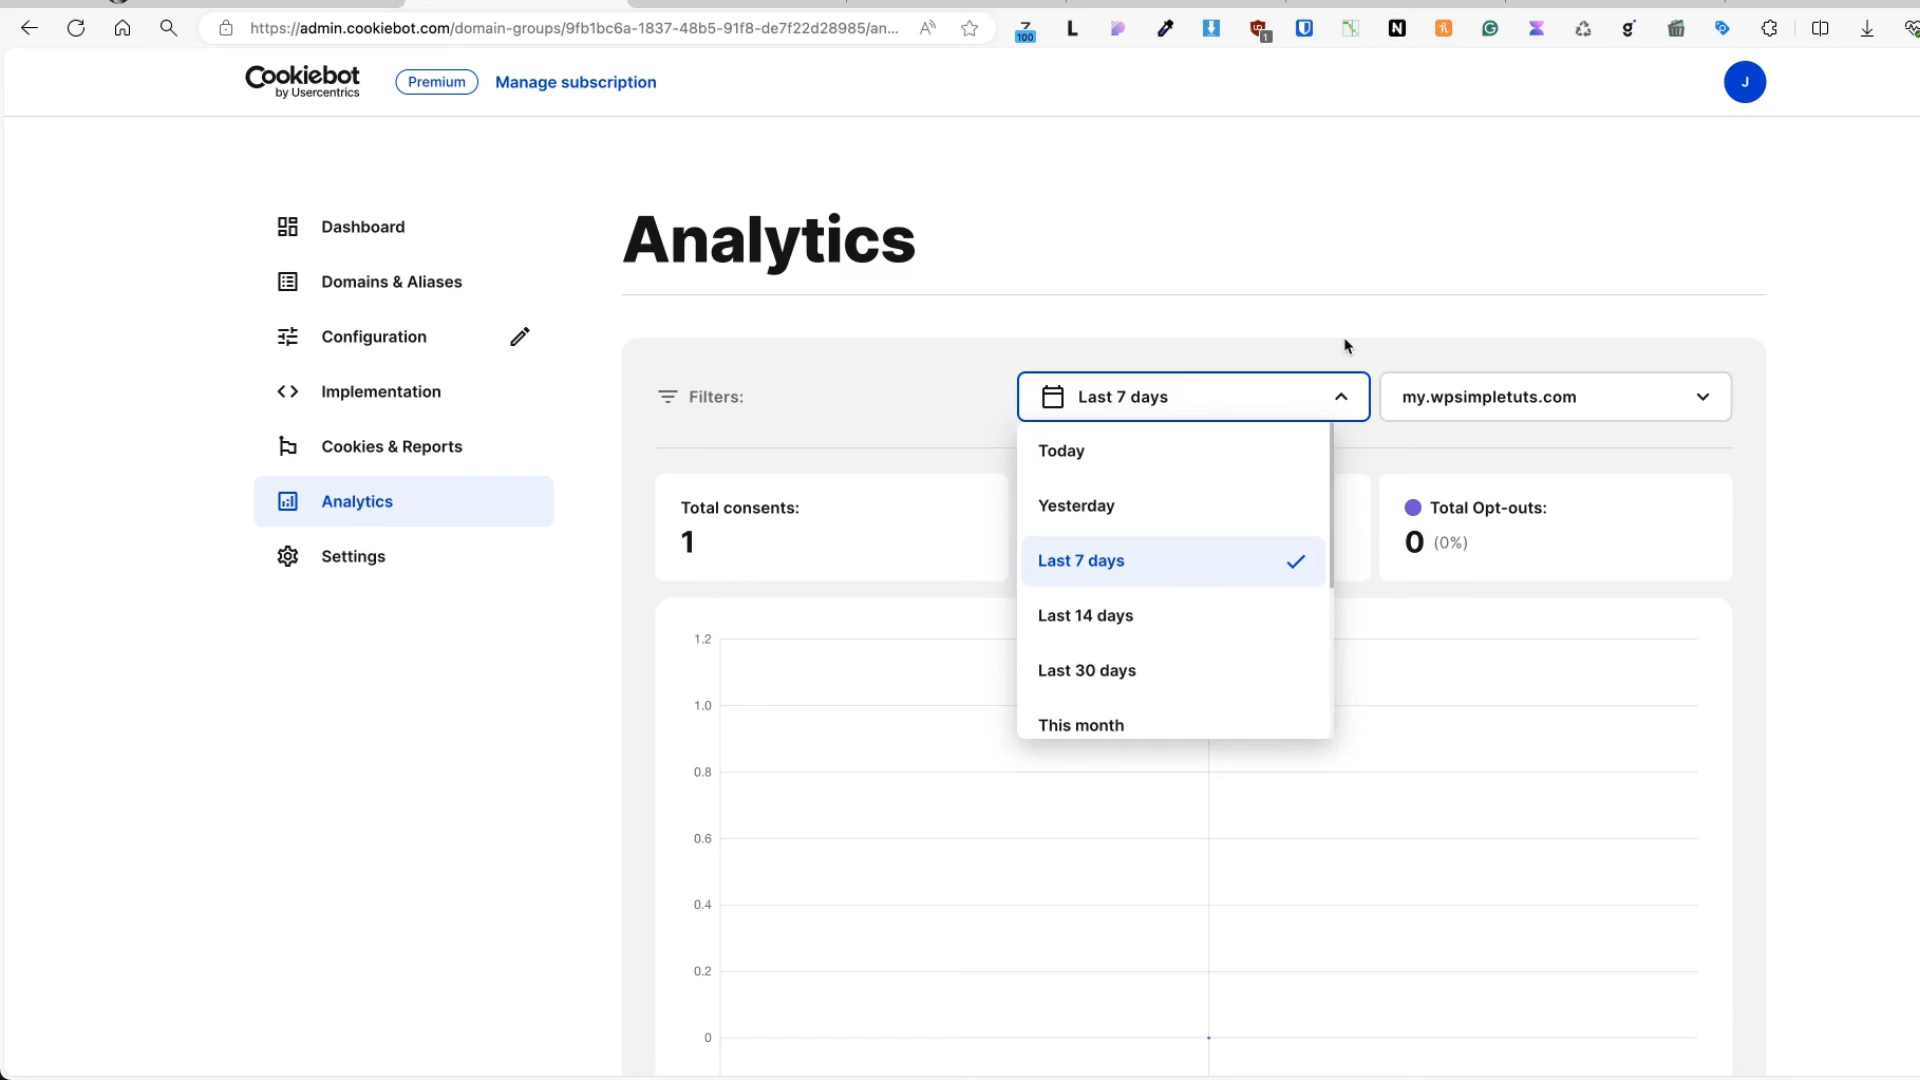 https://admin.cookiebot.com/domain-groups/9fb1bc6a-1837-48b5-91f8-de7f22d28985/an...
100
L
1
N
g
Cookiebot
by Usercentrics
Premium
Manage subscription
J
Dashboard
Domains & Aliases
Configuration
Implementation
Cookies & Reports
Analytics
Settings
Analytics
Filters:
Last 7 days
my.wpsimpletuts.com
Today
Yesterday
Last 7 days
Last 14 days
Last 30 days
This month
Total consents:
1
Total Opt-outs:
0 (0%)
1.2
1.0
0.8
0.6
0.4
0.2
0